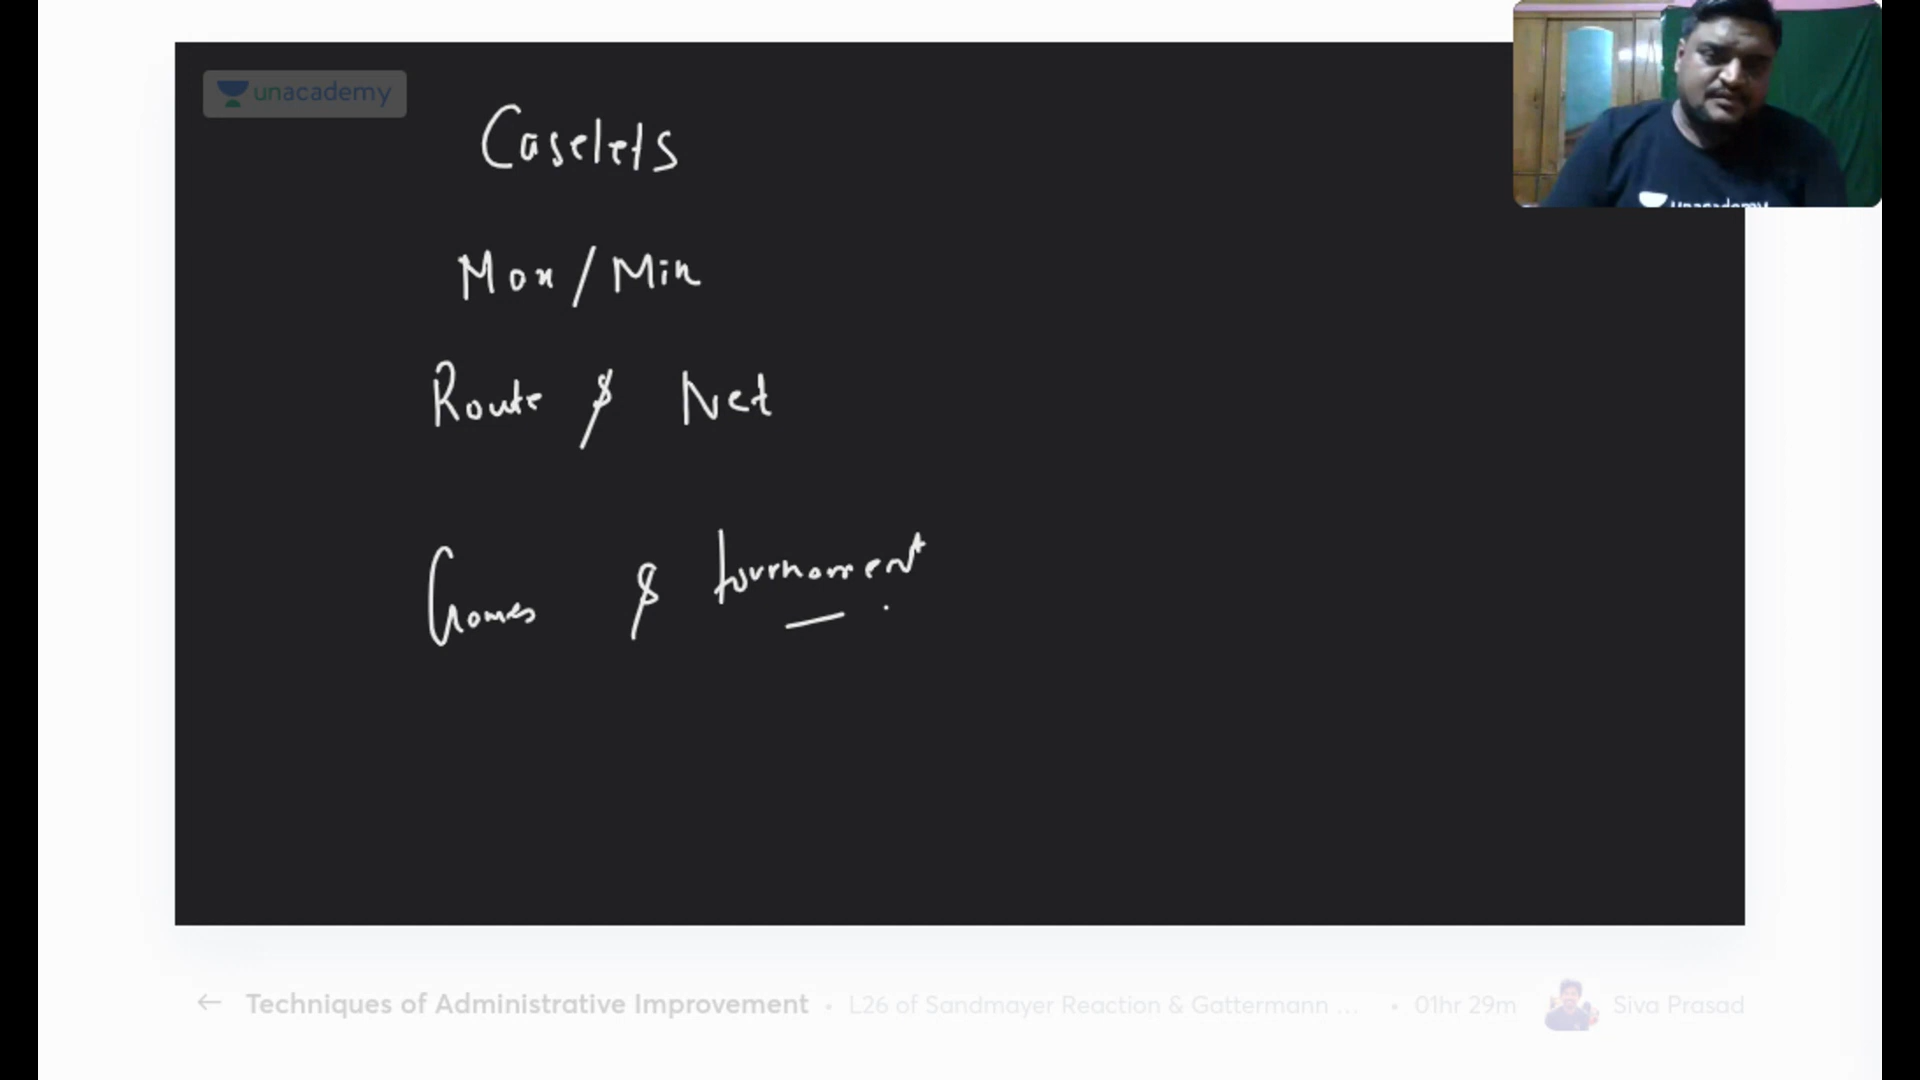 unacademy
Caselets
Max / Min
Route & Net
Games & tournament
unacademy
← Techniques of Administrative Improvement • L26 of Sandmayer Reaction & Gattermann ... • 01hr 29m Siva Prasad